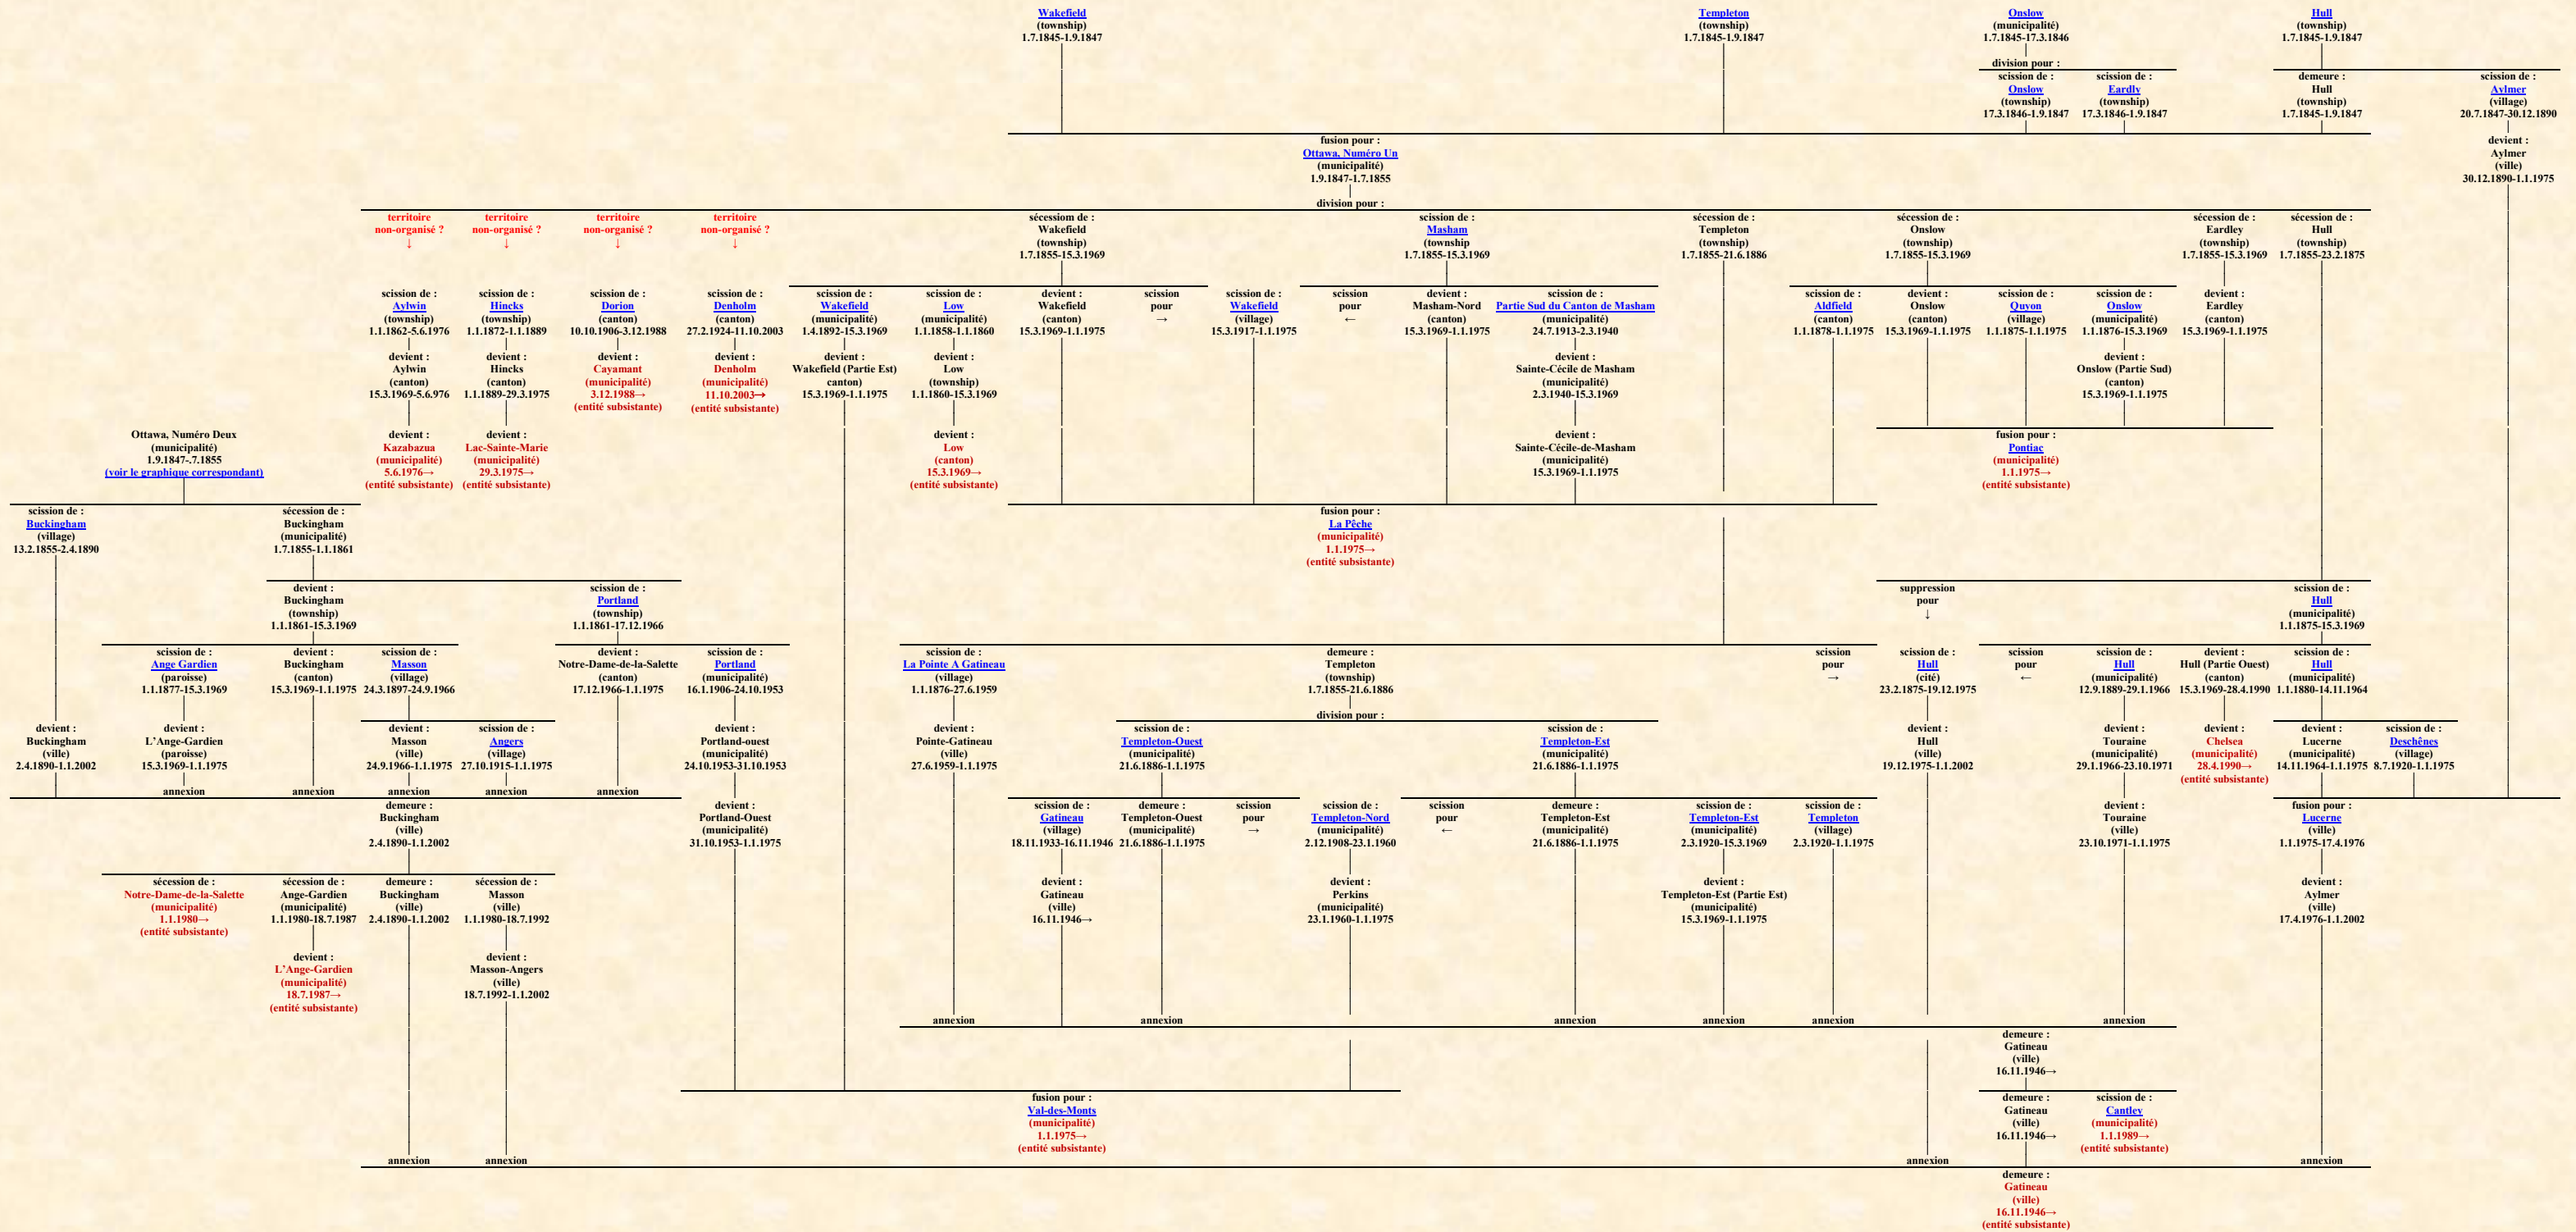 Wakefield
(township)
1.7.1845-1.9.1847
Templeton
(township)
1.7.1845-1.9.1847
Onslow
(municipalité)
1.7.1845-17.3.1846
Hull
(township)
1.7.1845-1.9.1847
division pour :
scission de :
Onslow
(township)
17.3.1846-1.9.1847
scission de :
Eardly
(township)
17.3.1846-1.9.1847
demeure :
Hull
(township)
1.7.1845-1.9.1847
scission de :
Aylmer
(village)
20.7.1847-30.12.1890
fusion pour :
Ottawa, Numéro Un
(municipalité)
1.9.1847-1.7.1855
devient :
Aylmer
(ville)
30.12.1890-1.1.1975
division pour :
territoire
non-organisé ?
↓
territoire
non-organisé ?
↓
territoire
non-organisé ?
↓
territoire
non-organisé ?
↓
sécessiom de :
Wakefield
(township)
1.7.1855-15.3.1969
scission de :
Masham
(township
1.7.1855-15.3.1969
sécession de :
Templeton
(township)
1.7.1855-21.6.1886
sécession de :
Onslow
(township)
1.7.1855-15.3.1969
sécession de :
Eardley
(township)
1.7.1855-15.3.1969
sécession de :
Hull
(township)
1.7.1855-23.2.1875
scission de :
Aylwin
(township)
1.1.1862-5.6.1976
scission de :
Hincks
(township)
1.1.1872-1.1.1889
scission de :
Dorion
(canton)
10.10.1906-3.12.1988
scission de :
Denholm
(canton)
27.2.1924-11.10.2003
scission de :
Wakefield
(municipalité)
1.4.1892-15.3.1969
scission de :
Low
(municipalité)
1.1.1858-1.1.1860
devient :
Wakefield
(canton)
15.3.1969-1.1.1975
scission
pour
→
scission de :
Wakefield
(village)
15.3.1917-1.1.1975
scission
pour
←
devient :
Masham-Nord
(canton)
15.3.1969-1.1.1975
scission de :
Partie Sud du Canton de Masham
(municipalité)
24.7.1913-2.3.1940
scission de :
Aldfield
(canton)
1.1.1878-1.1.1975
devient :
Onslow
(canton)
15.3.1969-1.1.1975
scission de :
Quyon
(village)
1.1.1875-1.1.1975
scission de :
Onslow
(municipalité)
1.1.1876-15.3.1969
devient :
Eardley
(canton)
15.3.1969-1.1.1975
devient :
Aylwin
(canton)
15.3.1969-5.6.976
devient :
Hincks
(canton)
1.1.1889-29.3.1975
devient :
Cayamant
(municipalité)
3.12.1988→
(entité subsistante)
devient :
Denholm
(municipalité)
11.10.2003→
(entité subsistante)
devient :
Wakefield (Partie Est)
canton)
15.3.1969-1.1.1975
devient :
Low
(township)
1.1.1860-15.3.1969
devient :
Sainte-Cécile de Masham
(municipalité)
2.3.1940-15.3.1969
devient :
Onslow (Partie Sud)
(canton)
15.3.1969-1.1.1975
Ottawa, Numéro Deux
(municipalité)
1.9.1847-.7.1855
(voir le graphique correspondant)
devient :
Kazabazua
(municipalité)
5.6.1976→
(entité subsistante)
devient :
Lac-Sainte-Marie
(municipalité)
29.3.1975→
(entité subsistante)
devient :
Low
(canton)
15.3.1969→
(entité subsistante)
devient :
Sainte-Cécile-de-Masham
(municipalité)
15.3.1969-1.1.1975
fusion pour :
Pontiac
(municipalité)
1.1.1975→
(entité subsistante)
scission de :
Buckingham
(village)
13.2.1855-2.4.1890
sécession de :
Buckingham
(municipalité)
1.7.1855-1.1.1861
fusion pour :
La Pêche
(municipalité)
1.1.1975→
(entité subsistante)
devient :
Buckingham
(township)
1.1.1861-15.3.1969
scission de :
Portland
(township)
1.1.1861-17.12.1966
suppression
pour
↓
scission de :
Hull
(municipalité)
1.1.1875-15.3.1969
scission de :
Ange Gardien
(paroisse)
1.1.1877-15.3.1969
devient :
Buckingham
(canton)
15.3.1969-1.1.1975
scission de :
Masson
(village)
24.3.1897-24.9.1966
devient :
Notre-Dame-de-la-Salette
(canton)
17.12.1966-1.1.1975
scission de :
Portland
(municipalité)
16.1.1906-24.10.1953
scission de :
La Pointe A Gatineau
(village)
1.1.1876-27.6.1959
demeure :
Templeton
(township)
1.7.1855-21.6.1886
scission
pour
→
scission de :
Hull
(cité)
23.2.1875-19.12.1975
scission
pour
←
scission de :
Hull
(municipalité)
12.9.1889-29.1.1966
devient :
Hull (Partie Ouest)
(canton)
15.3.1969-28.4.1990
scission de :
Hull
(municipalité)
1.1.1880-14.11.1964
division pour :
devient :
Buckingham
(ville)
2.4.1890-1.1.2002
devient :
L'Ange-Gardien
(paroisse)
15.3.1969-1.1.1975
devient :
Masson
(ville)
24.9.1966-1.1.1975
scission de :
Angers
(village)
27.10.1915-1.1.1975
devient :
Portland-ouest
(municipalité)
24.10.1953-31.10.1953
devient :
Pointe-Gatineau
(ville)
27.6.1959-1.1.1975
scission de :
Templeton-Ouest
(municipalité)
21.6.1886-1.1.1975
scission de :
Templeton-Est
(municipalité)
21.6.1886-1.1.1975
devient :
Hull
(ville)
19.12.1975-1.1.2002
devient :
Touraine
(municipalité)
29.1.1966-23.10.1971
devient :
Chelsea
(municipalité)
28.4.1990→
(entité subsistante)
devient :
Lucerne
(municipalité)
14.11.1964-1.1.1975
scission de :
Deschênes
(village)
8.7.1920-1.1.1975
annexion
annexion
annexion
annexion
annexion
demeure :
Buckingham
(ville)
2.4.1890-1.1.2002
devient :
Portland-Ouest
(municipalité)
31.10.1953-1.1.1975
scission de :
Gatineau
(village)
18.11.1933-16.11.1946
demeure :
Templeton-Ouest
(municipalité)
21.6.1886-1.1.1975
scission
pour
→
scission de :
Templeton-Nord
(municipalité)
2.12.1908-23.1.1960
scission
pour
←
demeure :
Templeton-Est
(municipalité)
21.6.1886-1.1.1975
scission de :
Templeton-Est
(municipalité)
2.3.1920-15.3.1969
scission de :
Templeton
(village)
2.3.1920-1.1.1975
devient :
Touraine
(ville)
23.10.1971-1.1.1975
fusion pour :
Lucerne
(ville)
1.1.1975-17.4.1976
sécession de :
Notre-Dame-de-la-Salette
(municipalité)
1.1.1980→
(entité subsistante)
sécession de :
Ange-Gardien
(municipalité)
1.1.1980-18.7.1987
demeure :
Buckingham
(ville)
2.4.1890-1.1.2002
sécession de :
Masson
(ville)
1.1.1980-18.7.1992
devient :
Gatineau
(ville)
16.11.1946→
devient :
Perkins
(municipalité)
23.1.1960-1.1.1975
devient :
Templeton-Est (Partie Est)
(municipalité)
15.3.1969-1.1.1975
devient :
Aylmer
(ville)
17.4.1976-1.1.2002
devient :
L'Ange-Gardien
(municipalité)
18.7.1987→
(entité subsistante)
devient :
Masson-Angers
(ville)
18.7.1992-1.1.2002
annexion
annexion
annexion
annexion
annexion
annexion
demeure :
Gatineau
(ville)
16.11.1946→
fusion pour :
Val-des-Monts
(municipalité)
1.1.1975→
(entité subsistante)
demeure :
Gatineau
(ville)
16.11.1946→
scission de :
Cantley
(municipalité)
1.1.1989→
(entité subsistante)
annexion
annexion
annexion
annexion
demeure :
Gatineau
(ville)
16.11.1946→
(entité subsistante)